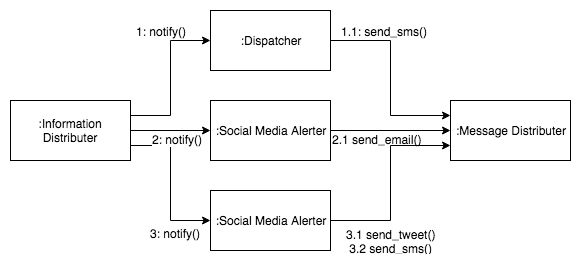 1: notify()
:Dispatcher
1.1: send_sms()
:Information
Distributer
2: notify()
:Social Media Alerter
2.1 send_email()
:Message Distributer
3: notify()
:Social Media Alerter
3.1 send_tweet()
3.2 send_sms()